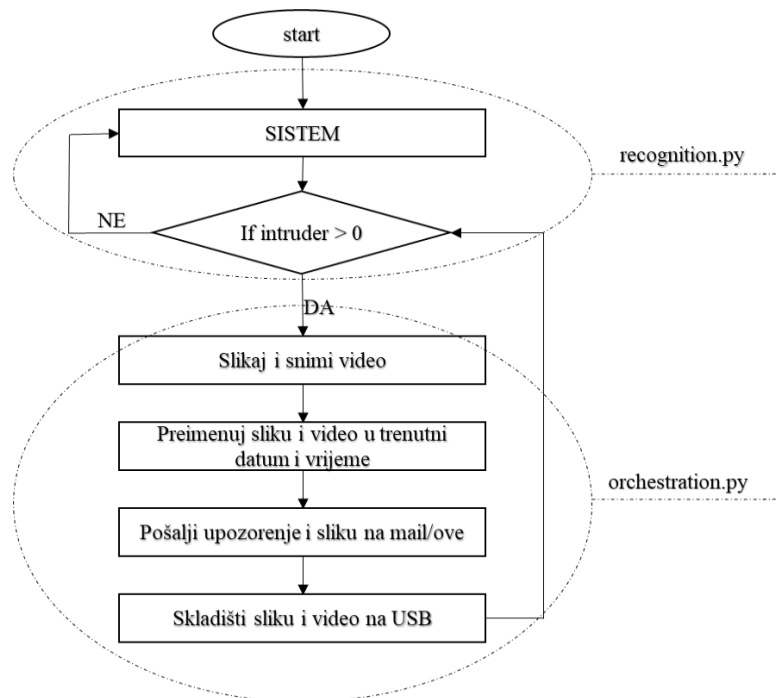 start
SISTEM
recognition.py
NE
If intruder > 0
DA
Slikaj i snimi video
Preimenuj sliku i video u trenutni
datum i vrijeme
orchestration.py
Pošalji upozorenje i sliku na mail/ove
Skladišti sliku i video na USB